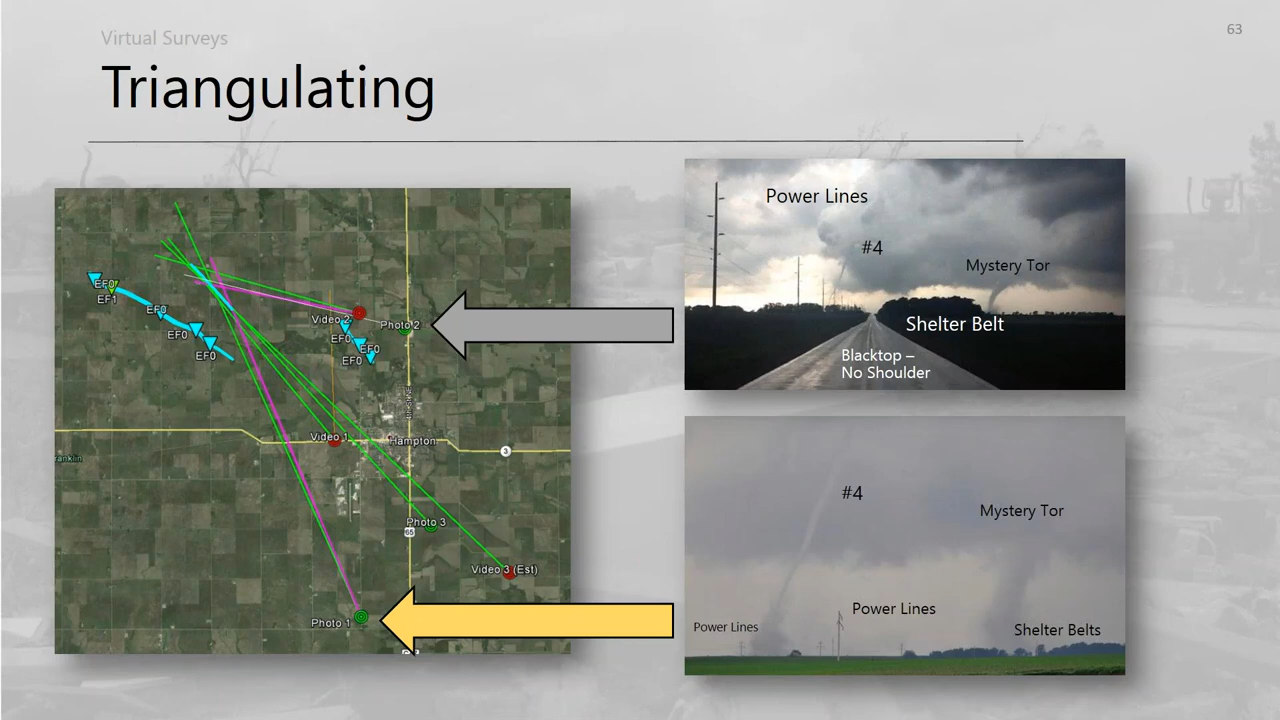 Virtual Surveys
63
Triangulating
EF0
EF1
EF0
EF0
EF0
Video 2
Photo 2
EF0
EF0
EF0
Video 1
Hampton
3
ranklin
Photo 3
65
Video 3 (Est)
Photo 1
Power Lines
#4
Mystery Tor
Shelter Belt
Blacktop –
No Shoulder
#4
Mystery Tor
Power Lines
Power Lines
Shelter Belts